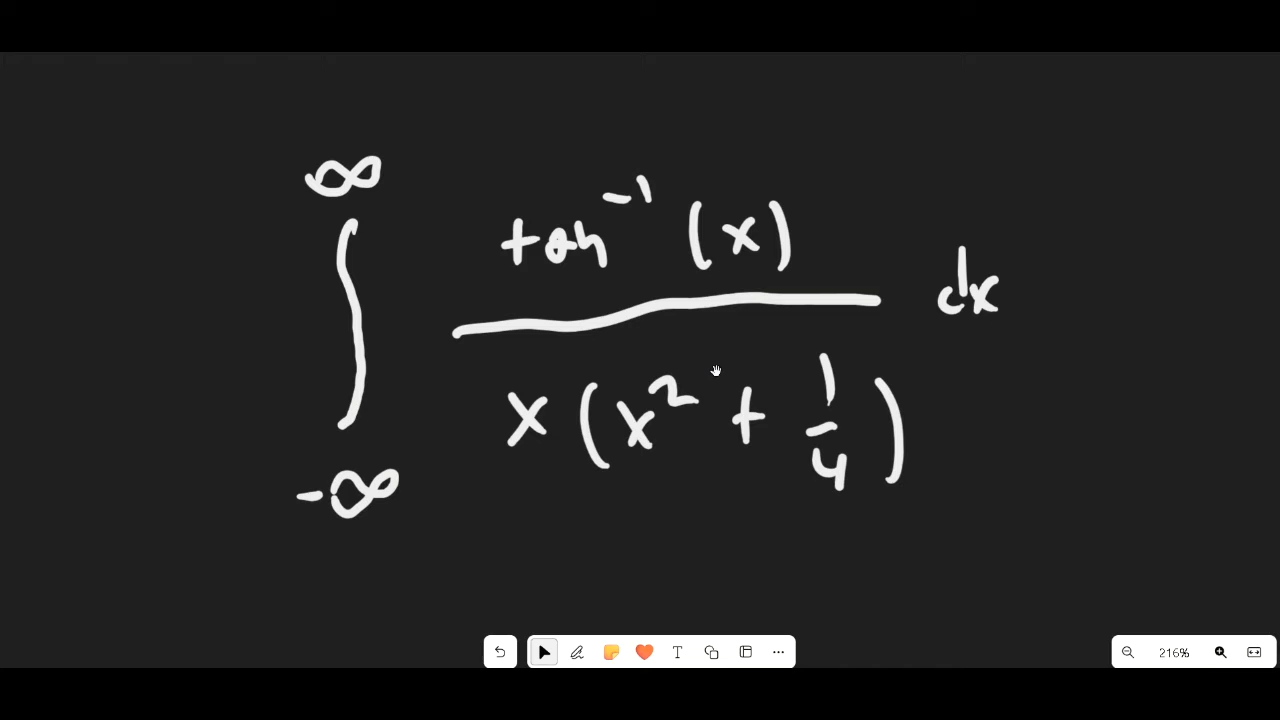 ∞
∫ tan⁻¹(x) dx
x(x² + 1/4)
-∞
216%